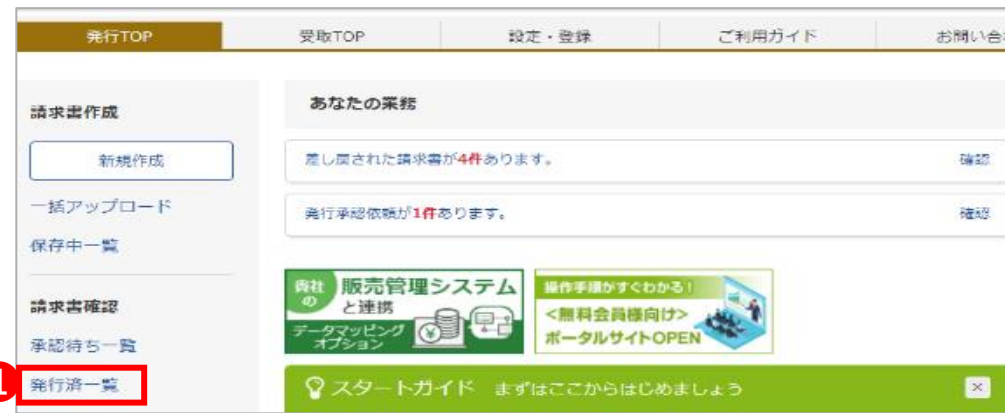 発行TOP
受取TOP
設定・登録
ご利用ガイド
お問い合
請求書作成
新規作成
一括アップロード
保存中一覧
請求書確認
承認待ち一覧
1
発行済一覧
あなたの業務
差し戻された請求書が4件あります。
確認
発行承認依頼が1件あります。
確認
貴社の
販売管理システム
と連携
データマッピング
オプション
操作手順がすぐわかる!
<無料会員様向け>
ポータルサイトOPEN
スタートガイド まずはここからはじめましょう